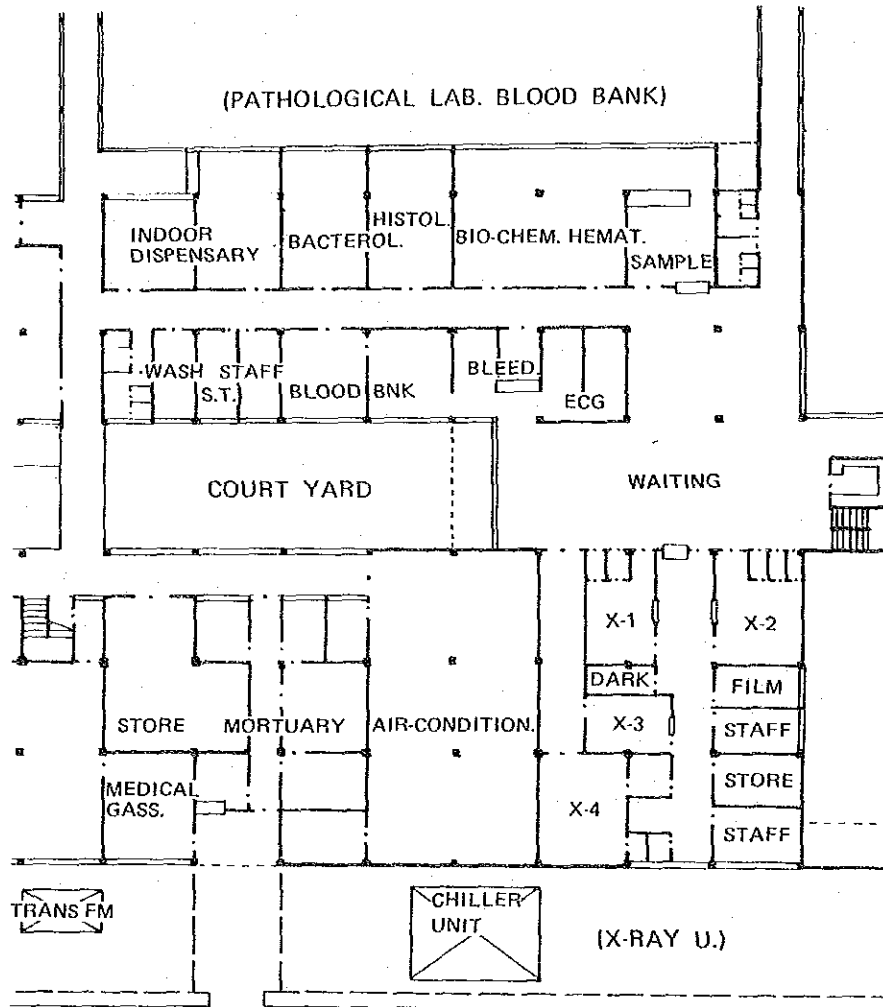 (PATHOLOGICAL LAB. BLOOD BANK)
INDOOR
DISPENSARY
BACTEROL.
HISTOL.
BIO-CHEM. HEMAT.
SAMPLE
WASH STAFF
S.T.)
BLOOD BNK
BLEED.
ECG
COURT YARD
WAITING
X-1
X-2
DARK
FILM
STORE
MORTUARY
AIR-CONDITION.
X-3
STAFF
MEDICAL
GASS.
X-4
STORE
STAFF
TRANS FM
CHILLER
UNIT
(X-RAY U.)